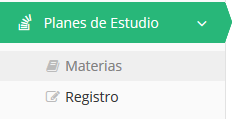 Planes de Estudio
Materias
Registro